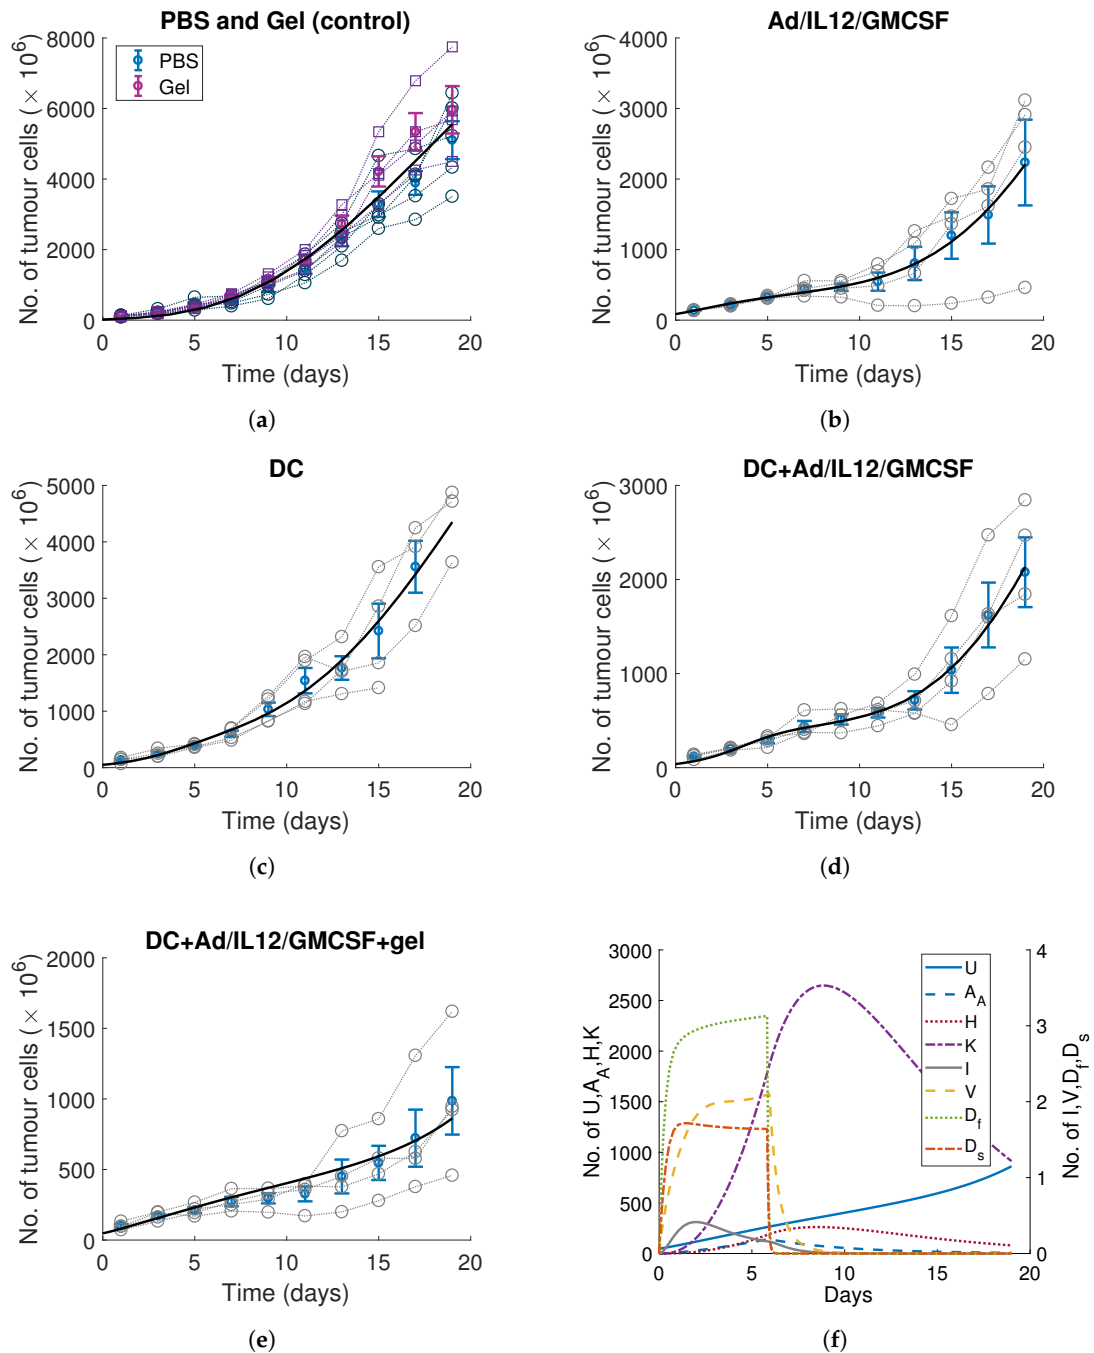 PBS and Gel (control)
No. of tumour cells (× 10^6)
8000
6000
4000
2000
0
PBS
Gel
0 5 10 15 20
Time (days)
(a)
Ad/IL12/GMCSF
No. of tumour cells (× 10^6)
4000
3000
2000
1000
0
0 5 10 15 20
Time (days)
(b)
DC
No. of tumour cells (× 10^6)
5000
4000
3000
2000
1000
0
0 5 10 15 20
Time (days)
(c)
DC+Ad/IL12/GMCSF
No. of tumour cells (× 10^6)
3000
2000
1000
0
0 5 10 15 20
Time (days)
(d)
DC+Ad/IL12/GMCSF+gel
No. of tumour cells (× 10^6)
2000
1500
1000
500
0
0 5 10 15 20
Time (days)
(e)
No. of U,A_A,H,K
3000
2500
2000
1500
1000
500
0
U
A_A
H
K
I
V
D_f
D_s
4
3
2
1
0
No. of I,V,D_f,D_s
0 5 10 15 20
Days
(f)